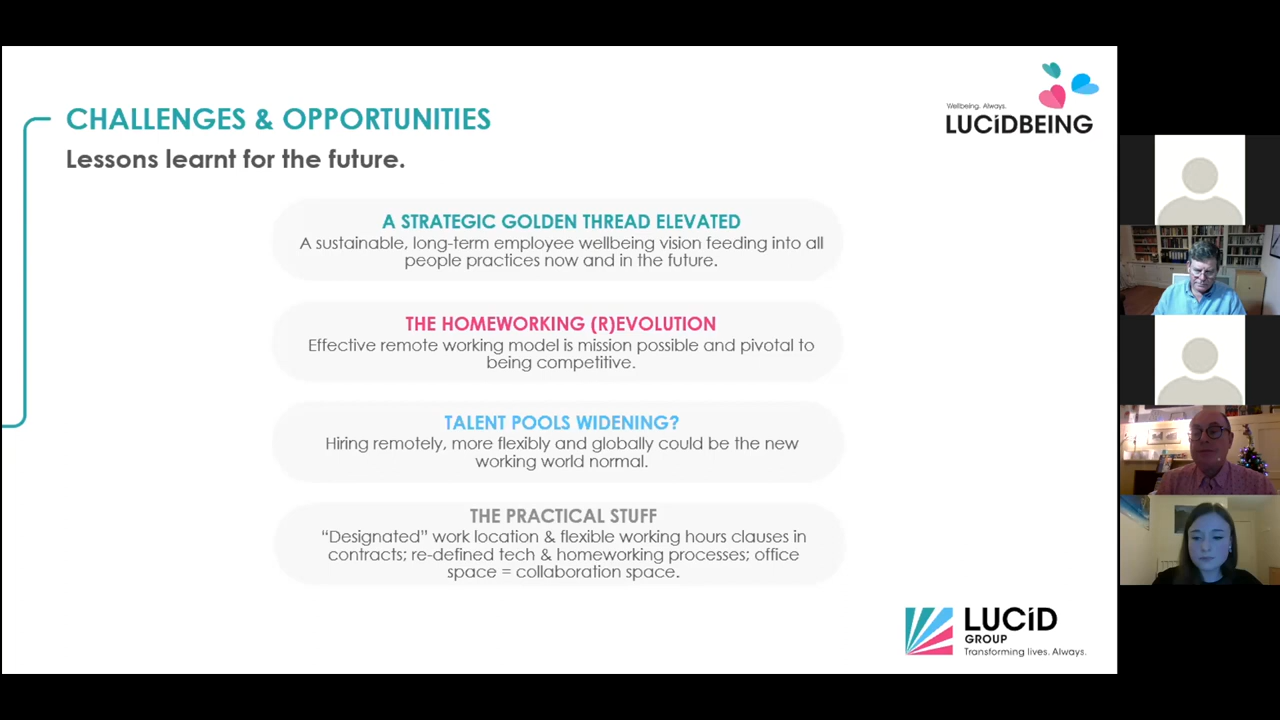 CHALLENGES & OPPORTUNITIES
Lessons learnt for the future.
Wellbeing. Always.
LUCíDBEING
A STRATEGIC GOLDEN THREAD ELEVATED
A sustainable, long-term employee wellbeing vision feeding into all
people practices now and in the future.
THE HOMEWORKING (R)EVOLUTION
Effective remote working model is mission possible and pivotal to
being competitive.
TALENT POOLS WIDENING?
Hiring remotely, more flexibly and globally could be the new
working world normal.
THE PRACTICAL STUFF
“Designated” work location & flexible working hours clauses in
contracts; re-defined tech & homeworking processes; office
space = collaboration space.
LUCíD
GROUP
Transforming lives. Always.